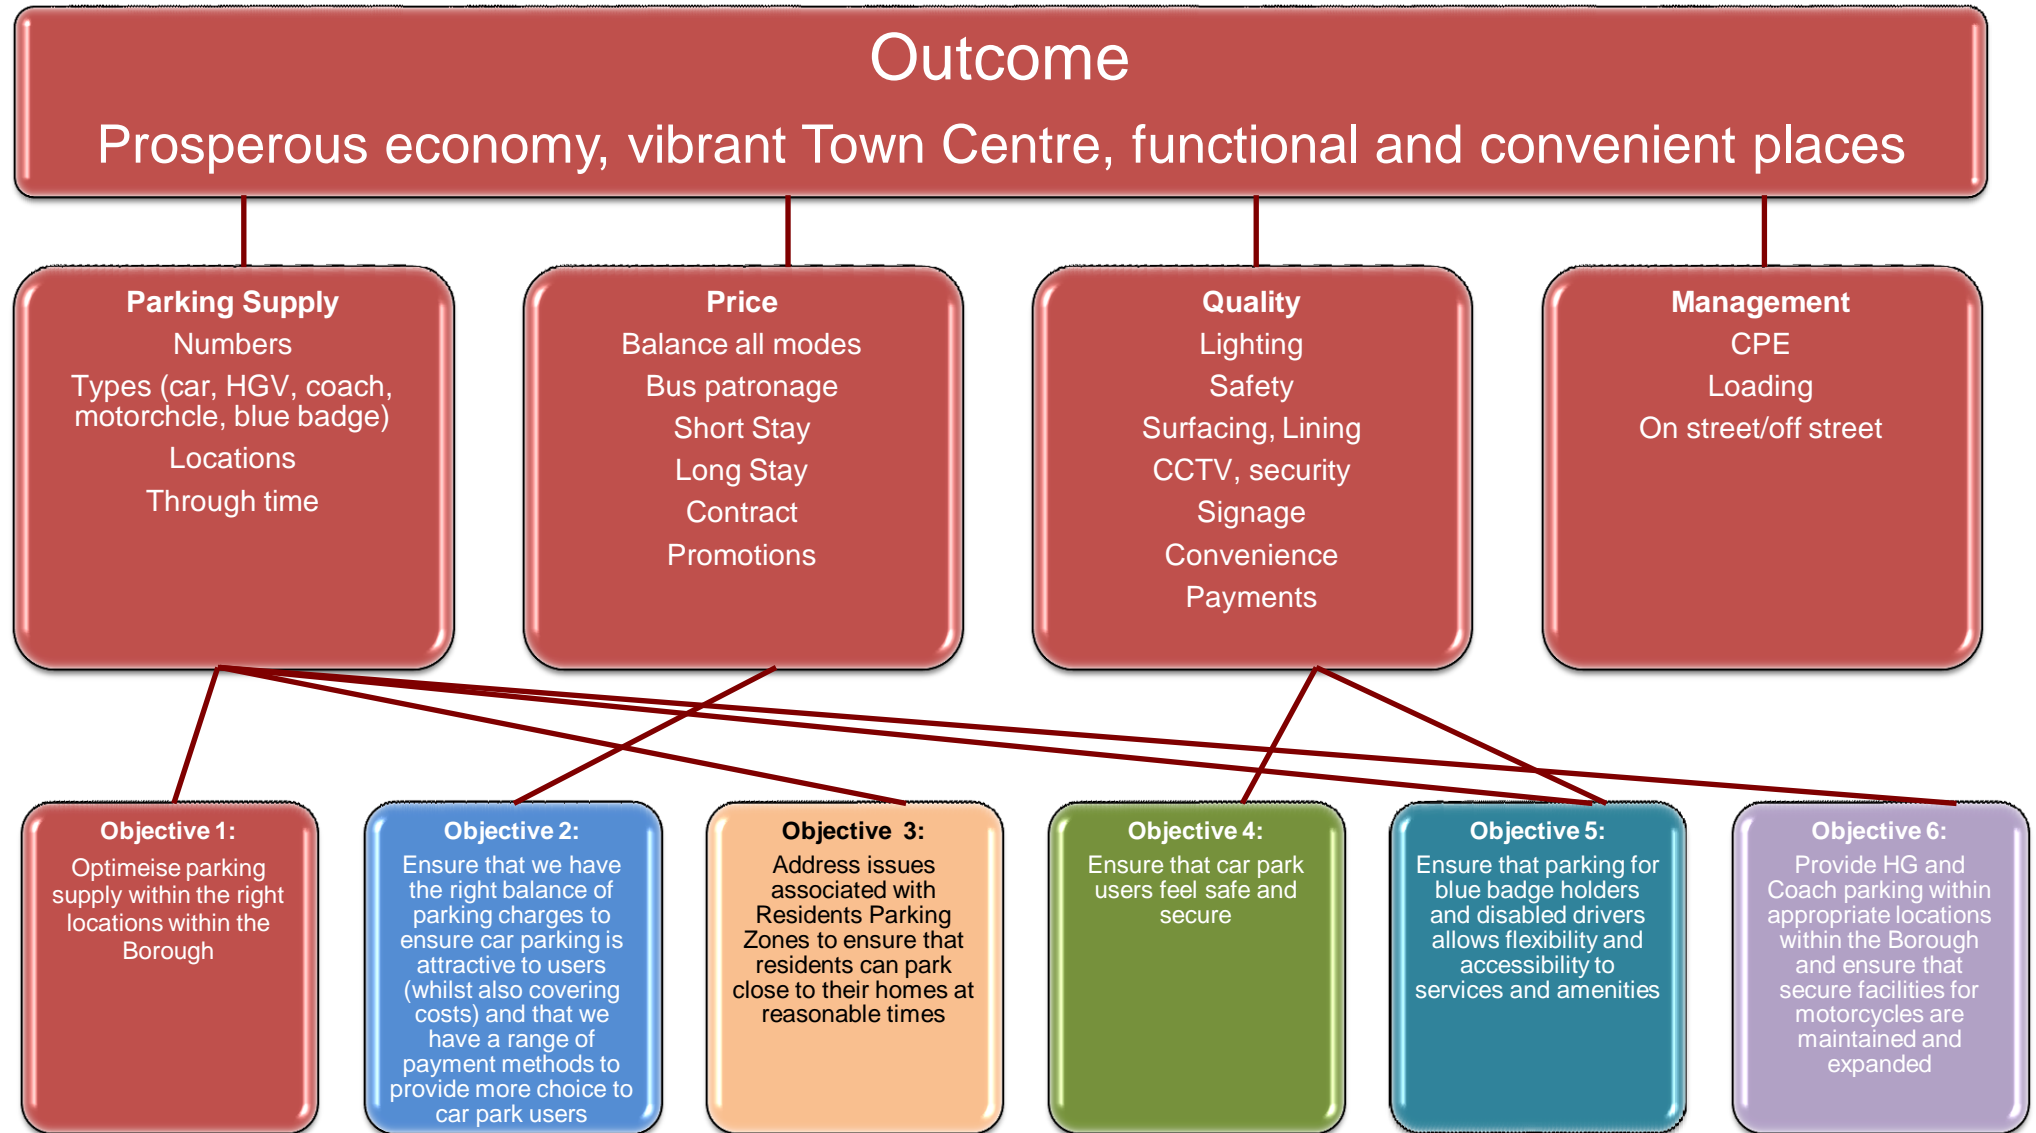 Outcome
Prosperous economy, vibrant Town Centre, functional and convenient places
Parking Supply
Numbers
Types (car, HGV, coach,
motorchcle, blue badge)
Locations
Through time
Price
Balance all modes
Bus patronage
Short Stay
Long Stay
Contract
Promotions
Quality
Lighting
Safety
Surfacing, Lining
CCTV, security
Signage
Convenience
Payments
Management
CPE
Loading
On street/off street
Objective 1:
Optimeise parking
supply within the right
locations within the
Borough
Objective 2:
Ensure that we have
the right balance of
parking charges to
ensure car parking is
attractive to users
(whilst also covering
costs) and that we
have a range of
payment methods to
provide more choice to
car park users
Objective 3:
Address issues
associated with
Residents Parking
Zones to ensure that
residents can park
close to their homes at
reasonable times
Objective 4:
Ensure that car park
users feel safe and
secure
Objective 5:
Ensure that parking for
blue badge holders
and disabled drivers
allows flexibility and
accessibility to
services and amenities
Objective 6:
Provide HG and
Coach parking within
appropriate locations
within the Borough
and ensure that
secure facilities for
motorcycles are
maintained and
expanded